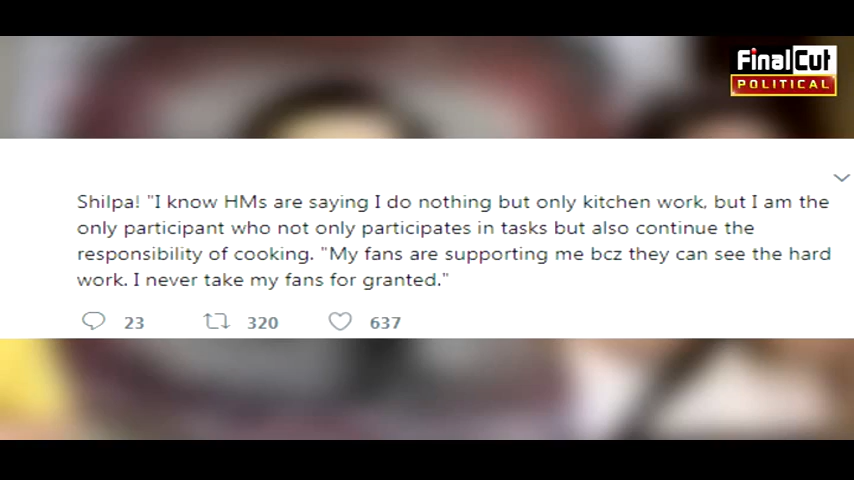 FinalCut
POLITICAL
Shilpa! "I know HMs are saying I do nothing but only kitchen work, but I am the
only participant who not only participates in tasks but also continue the
responsibility of cooking. "My fans are supporting me bcz they can see the hard
work. I never take my fans for granted."
23 320 637